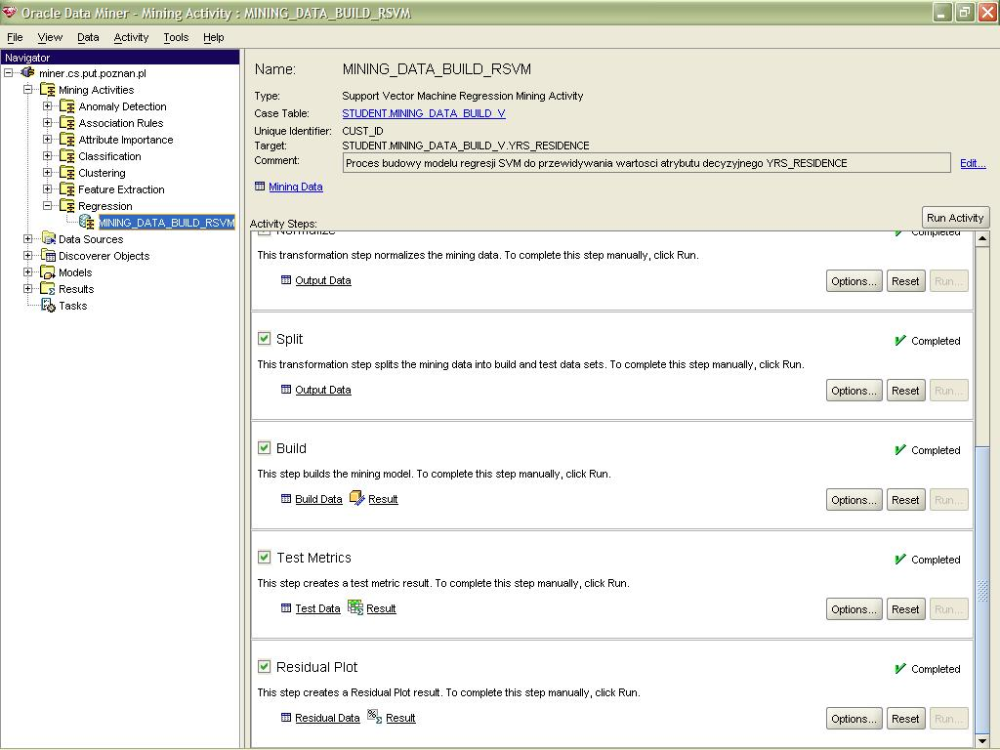 Oracle Data Miner - Mining Activity : MINING_DATA_BUILD_RSVM
File View Data Activity Tools Help
Navigator
miner.cs.put.poznan.pl
Mining Activities
Anomaly Detection
Association Rules
Attribute Importance
Classification
Clustering
Feature Extraction
Regression
MINING_DATA_BUILD_RSVM
Data Sources
Discoverer Objects
Models
Results
Tasks
Name: MINING_DATA_BUILD_RSVM
Type: Support Vector Machine Regression Mining Activity
Case Table: STUDENT.MINING_DATA_BUILD_V
Unique Identifier: CUST_ID
Target: STUDENT.MINING_DATA_BUILD_V.YRS_RESIDENCE
Comment: Proces budowy modelu regresji SVM do przewidywania wartosci atrybutu decyzyjnego YRS_RESIDENCE Edit...
Mining Data
Activity Steps: Run Activity
Normalize Completed
This transformation step normalizes the mining data. To complete this step manually, click Run.
Output Data Options... Reset Run...
Split Completed
This transformation step splits the mining data into build and test data sets. To complete this step manually, click Run.
Output Data Options... Reset Run...
Build Completed
This step builds the mining model. To complete this step manually, click Run.
Build Data Result Options... Reset Run...
Test Metrics Completed
This step creates a test metric result. To complete this step manually, click Run.
Test Data Result Options... Reset Run...
Residual Plot Completed
This step creates a Residual Plot result. To complete this step manually, click Run.
Residual Data Result Options... Reset Run...